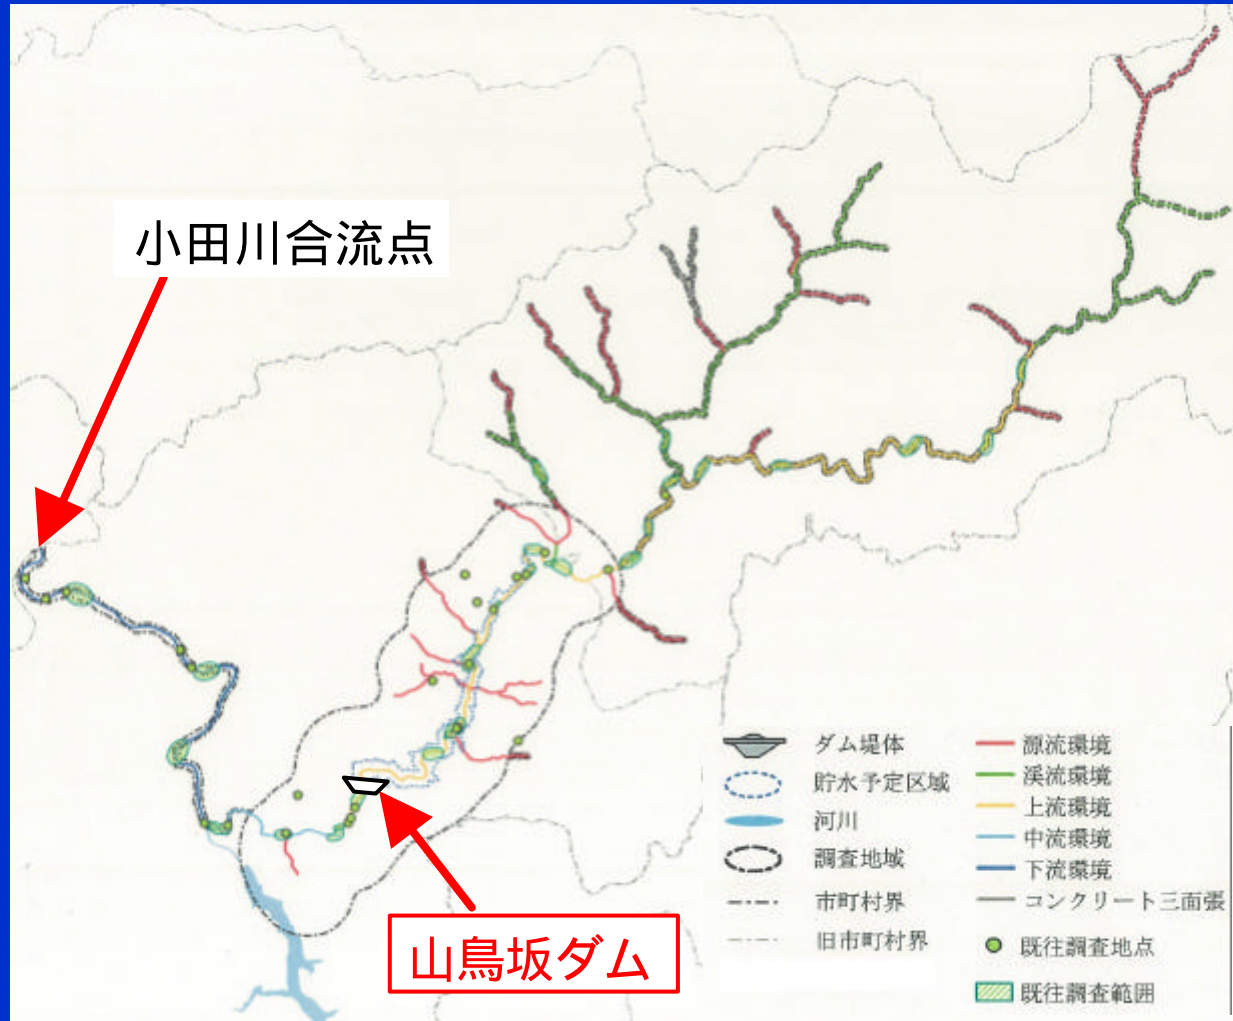 小田川合流点
山鳥坂ダム
ダム堤体
貯水予定区域
河川
調査地域
市町村界
旧市町村界
源流環境
渓流環境
上流環境
中流環境
下流環境
コンクリート三面張
既往調査地点
既往調査範囲